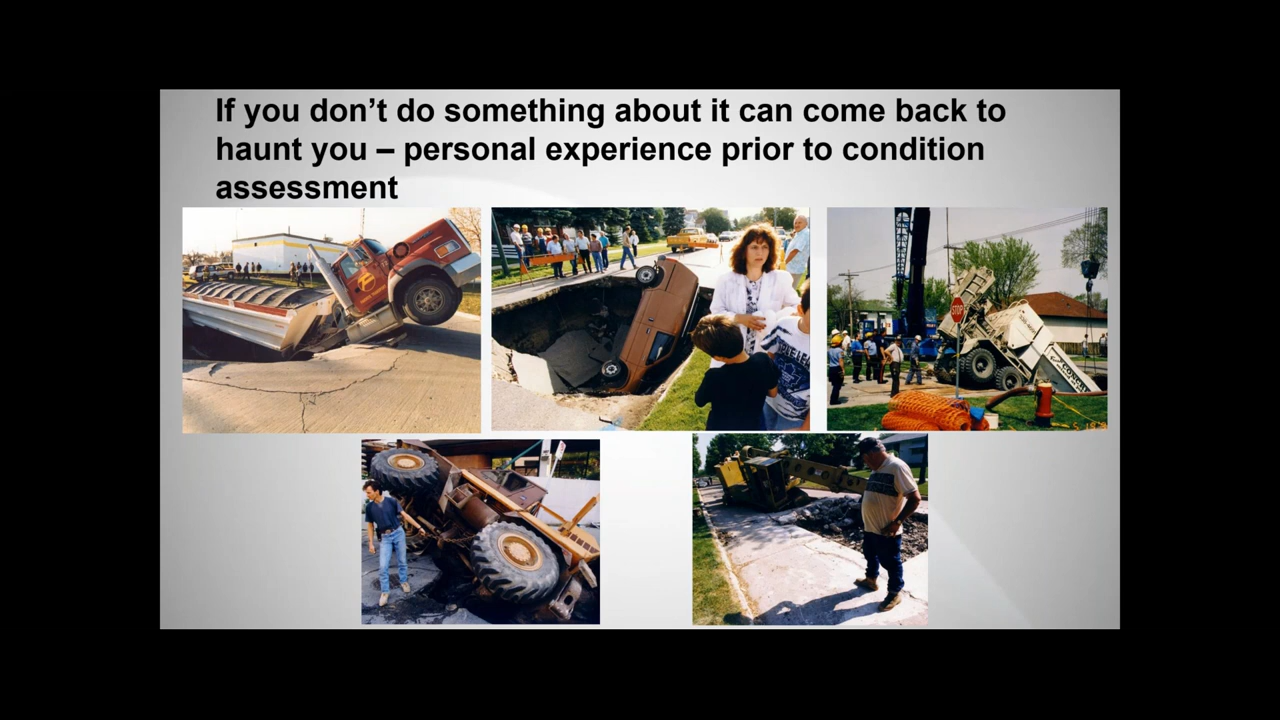 If you don’t do something about it can come back to
haunt you – personal experience prior to condition
assessment
STOP